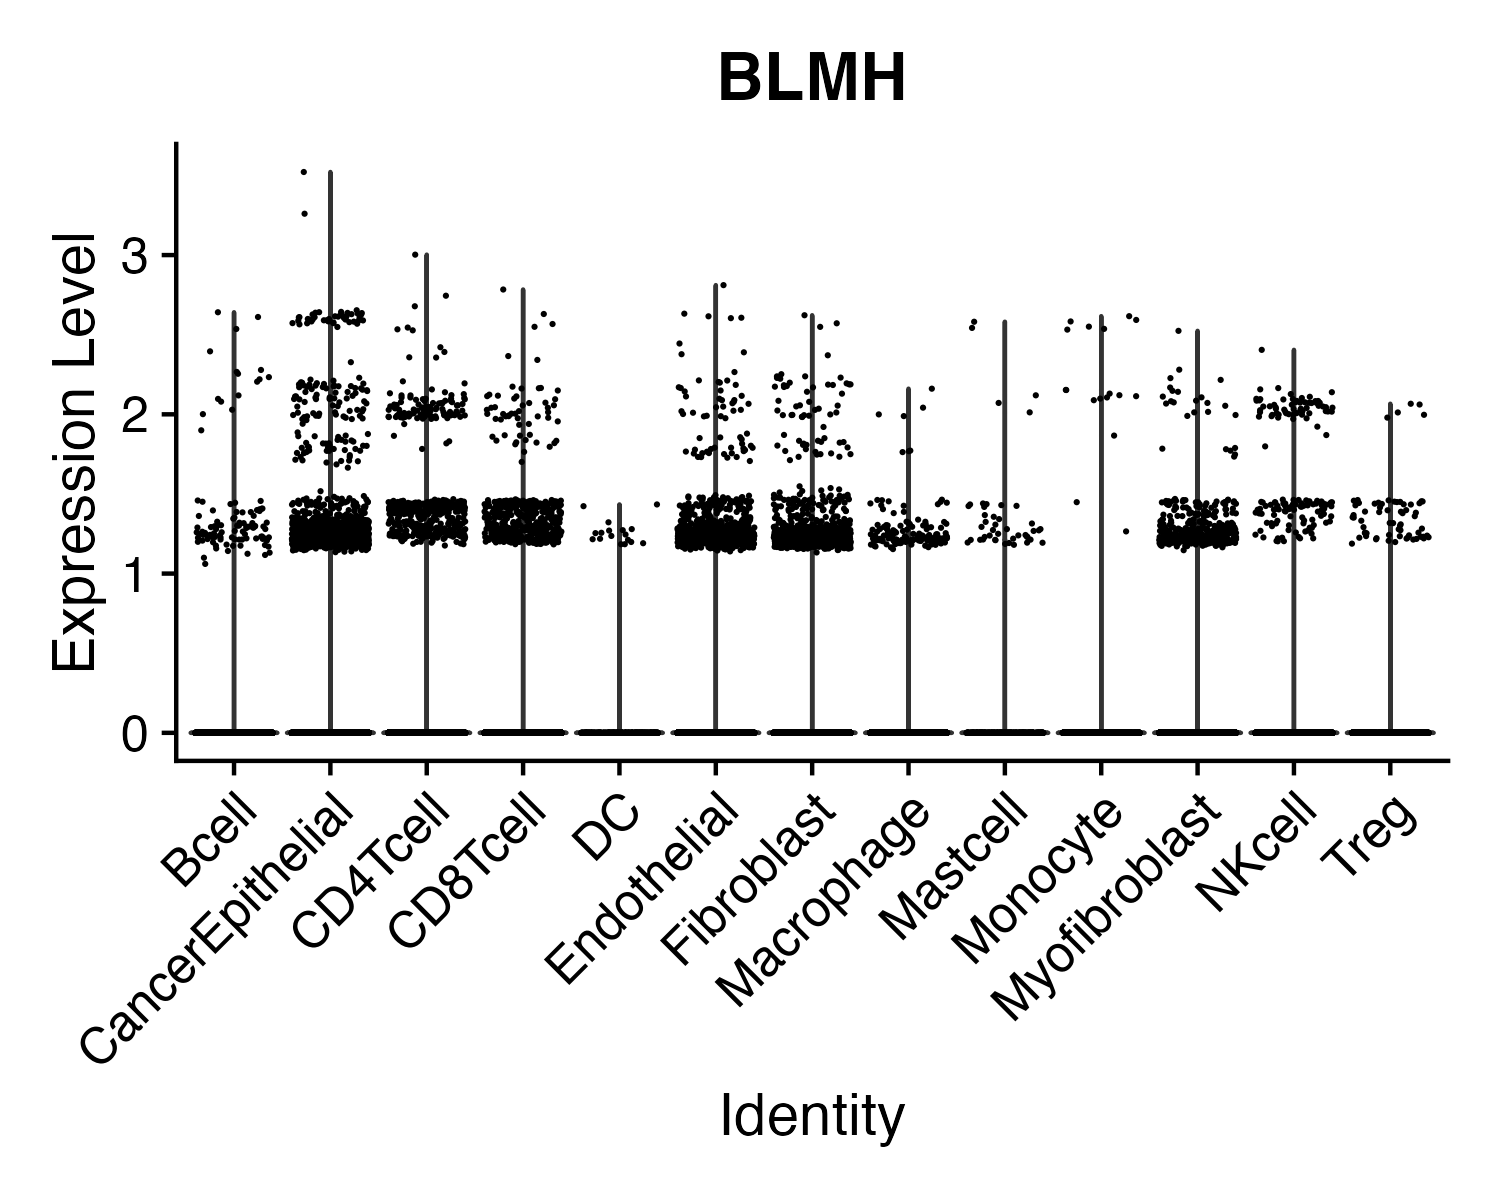 BLMH
Expression Level
3
2
1
0
Bcell
CancerEpithelial
CD4Tcell
CD8Tcell
DC
Endothelial
Fibroblast
Macrophage
Mastcell
Monocyte
Myofibroblast
NKcell
Treg
Identity